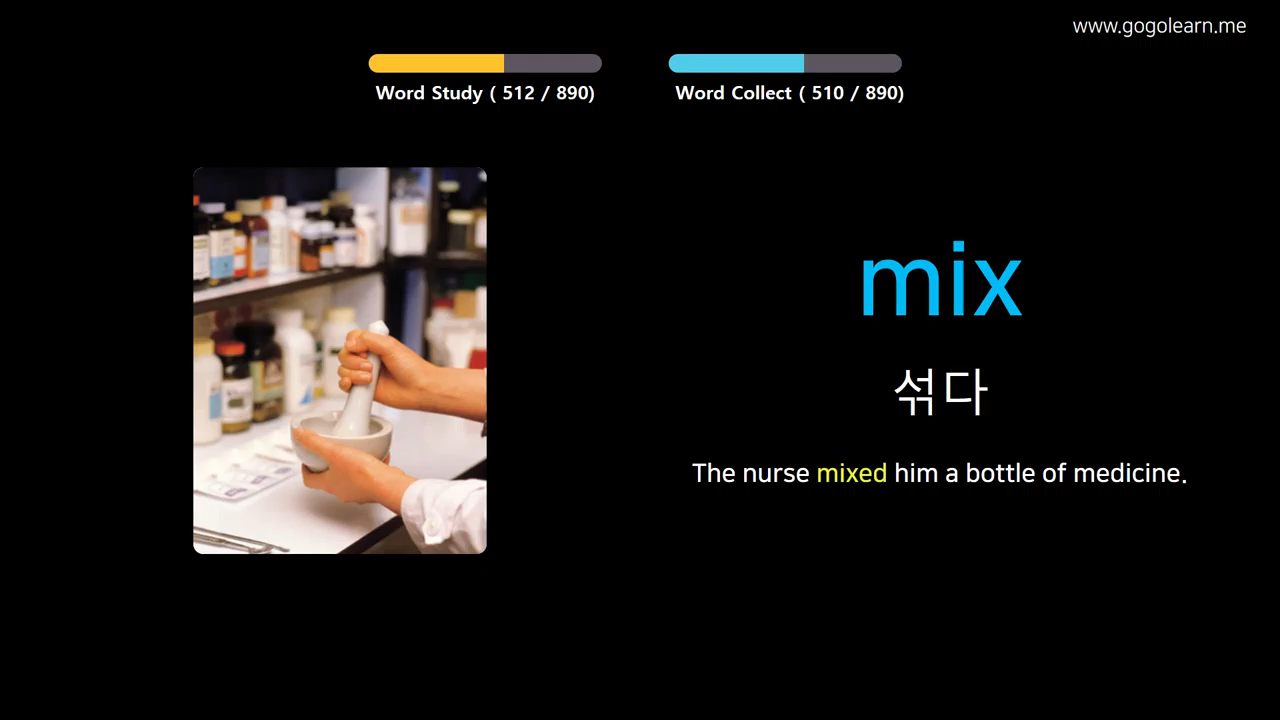 www.gogolearn.me
Word Study ( 512 / 890)
Word Collect ( 510 / 890)
mix
섞다
The nurse mixed him a bottle of medicine.